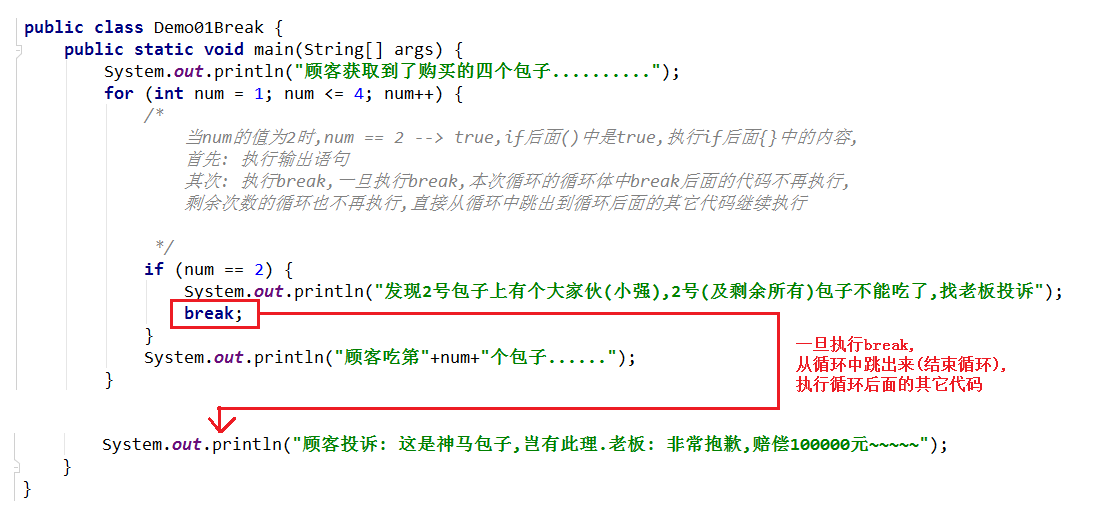 public class Demo01Break {
public static void main(String[] args) {
System.out.println("顾客获取到了购买的四个包子..........");
for (int num = 1; num <= 4; num++) {
/*
当num的值为2时,num == 2 --> true,if后面()中是true,执行if后面{}中的内容,
首先: 执行输出语句
其次: 执行break,一旦执行break,本次循环的循环体中break后面的代码不再执行,
剩余次数的循环也不再执行,直接从循环中跳出到循环后面的其它代码继续执行
*/
if (num == 2) {
System.out.println("发现2号包子上有个大家伙(小强),2号(及剩余所有)包子不能吃了,找老板投诉");
break;
}
System.out.println("顾客吃第"+num+"个包子......");
}
一旦执行break,
从循环中跳出来(结束循环),
执行循环后面的其它代码
System.out.println("顾客投诉: 这是神马包子,岂有此理.老板: 非常抱歉,赔偿100000元~~~~~");
}
}